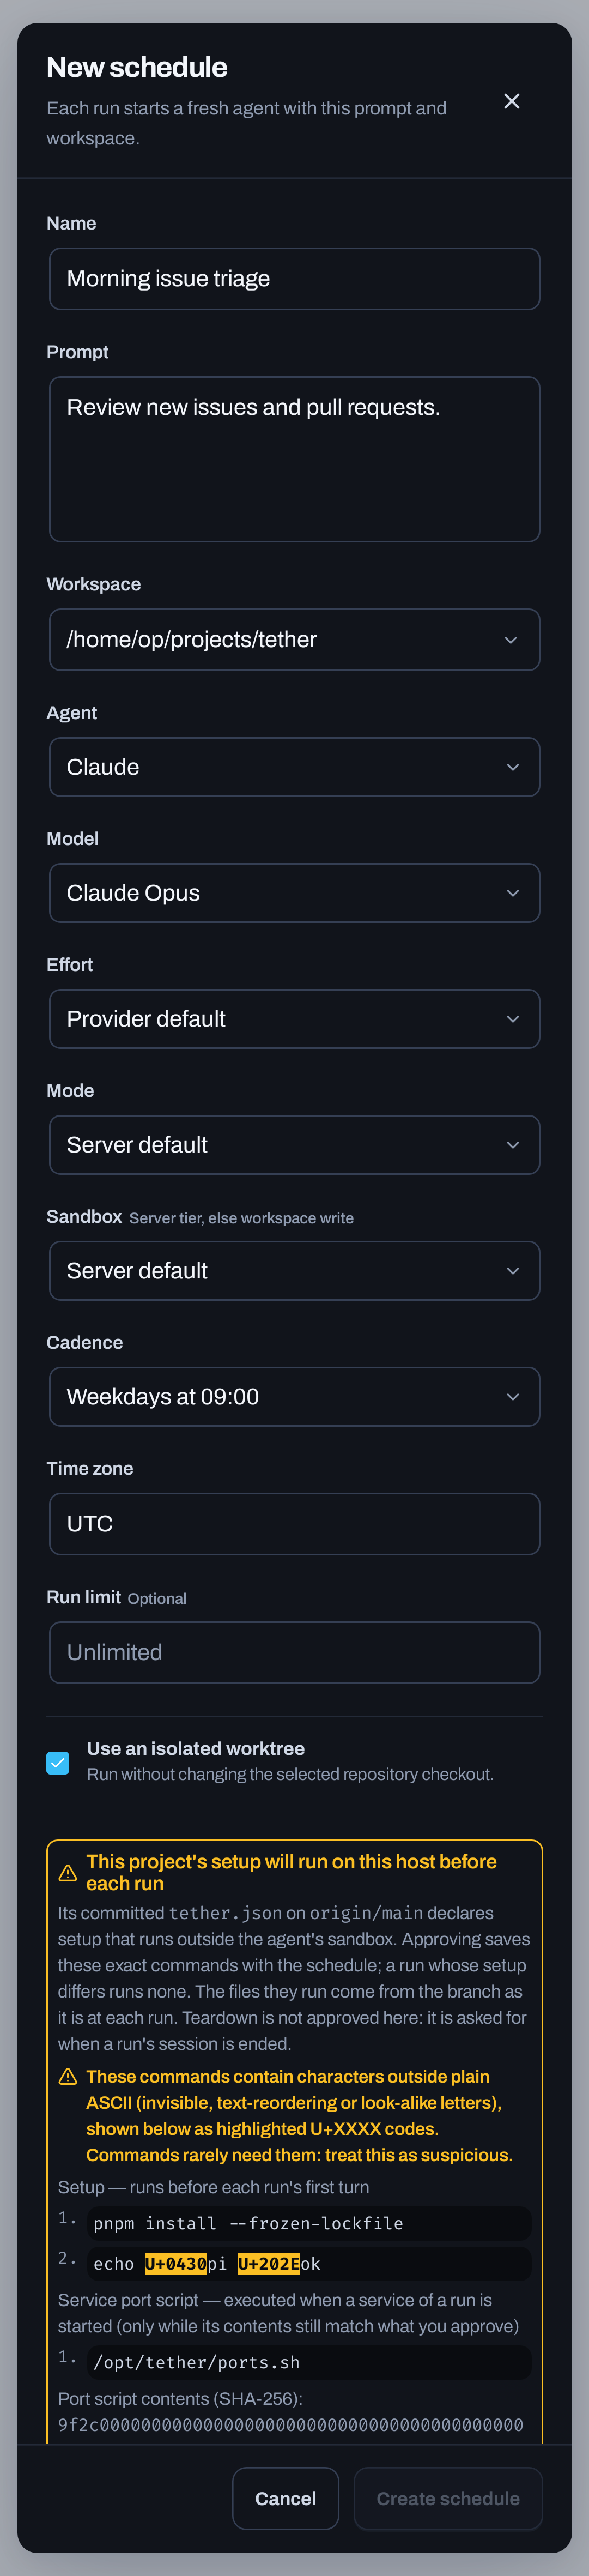 New schedule
Each run starts a fresh agent with this prompt and
workspace.
Name
Morning issue triage
Prompt
Review new issues and pull requests.
Workspace
/home/op/projects/tether
Agent
Claude
Model
Claude Opus
Effort
Provider default
Mode
Server default
Sandbox Server tier, else workspace write
Server default
Cadence
Weekdays at 09:00
Time zone
UTC
Run limit Optional
Unlimited
Use an isolated worktree
Run without changing the selected repository checkout.
This project's setup will run on this host before
each run
Its committed tether.json on origin/main declares
setup that runs outside the agent's sandbox. Approving saves
these exact commands with the schedule; a run whose setup
differs runs none. The files they run come from the branch as
it is at each run. Teardown is not approved here: it is asked for
when a run's session is ended.
These commands contain characters outside plain
ASCII (invisible, text-reordering or look-alike letters),
shown below as highlighted U+XXXX codes.
Commands rarely need them: treat this as suspicious.
Setup — runs before each run's first turn
1. pnpm install --frozen-lockfile
2. echo U+0430pi U+202Eok
Service port script — executed when a service of a run is
started (only while its contents still match what you approve)
1. /opt/tether/ports.sh
Port script contents (SHA-256):
9f2c00000000000000000000000000000000000000000
Cancel
Create schedule